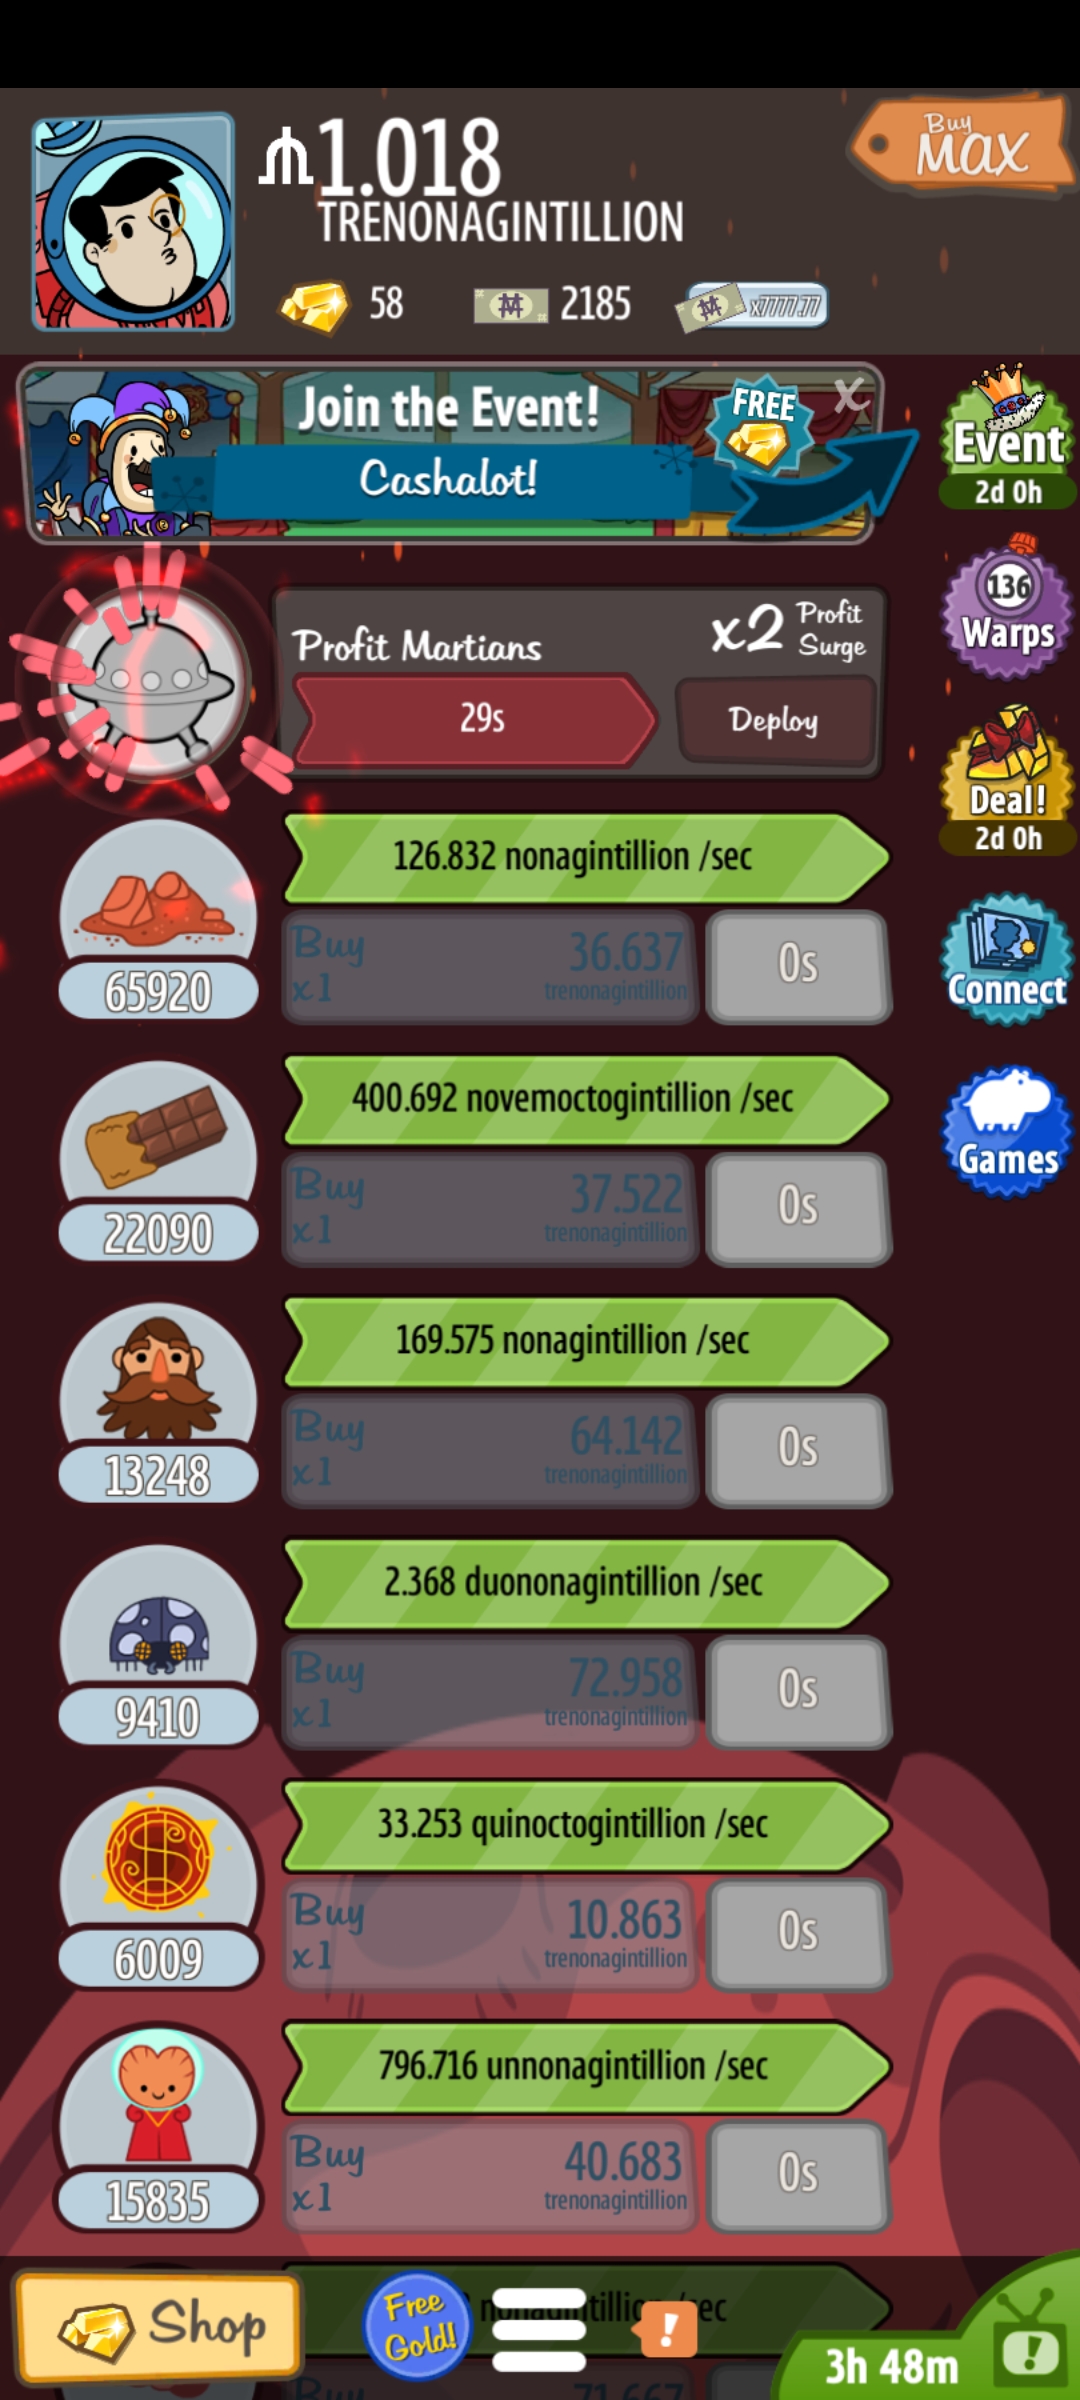 1.018
TRENONAGINTILLION
Buy
MAX
58
2185
x7777.77
Join the Event!
Cashalot!
FREE
X
Event
2d 0h
136
Warps
Deal!
2d 0h
Connect
Games
Profit Martians
x2 Profit Surge
29s
Deploy
126.832 nonagintillion /sec
65920
Buy x1
36.637
trenonagintillion
0s
400.692 novemoctogintillion /sec
22090
Buy x1
37.522
trenonagintillion
0s
169.575 nonagintillion /sec
13248
Buy x1
64.142
trenonagintillion
0s
2.368 duononagintillion /sec
9410
Buy x1
72.958
trenonagintillion
0s
33.253 quinoctogintillion /sec
6009
Buy x1
10.863
trenonagintillion
0s
796.716 unnonagintillion /sec
15835
Buy x1
40.683
trenonagintillion
0s
Shop
Free
Gold!
!
3h 48m
!
Buy
71.667